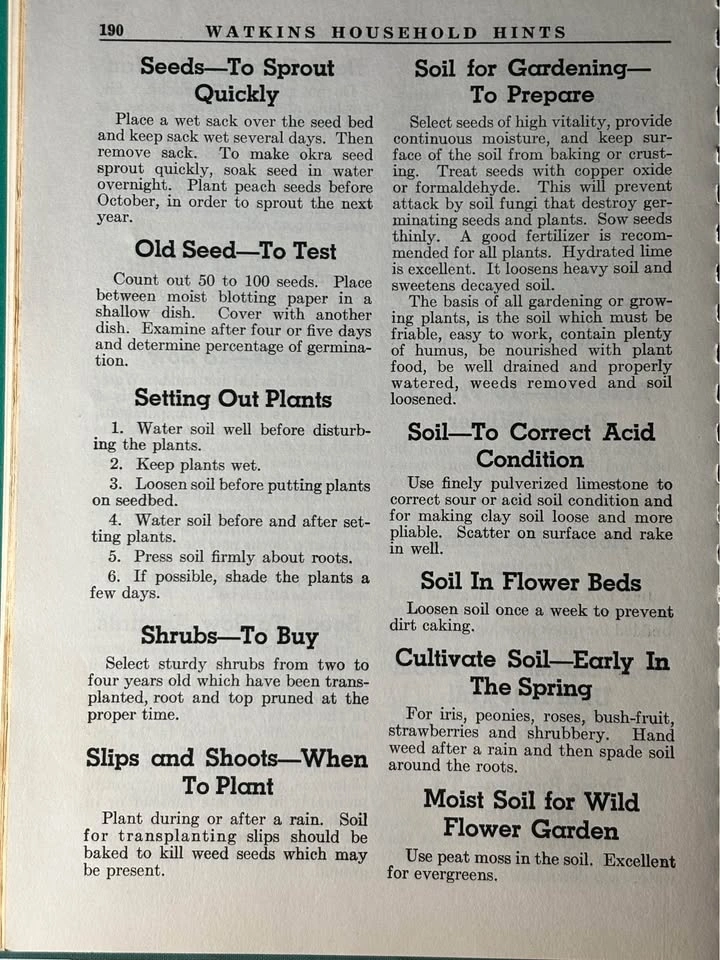 190 WATKINS HOUSEHOLD HINTS
Seeds—To Sprout
Quickly
Place a wet sack over the seed bed
and keep sack wet several days. Then
remove sack. To make okra seed
sprout quickly, soak seed in water
overnight. Plant peach seeds before
October, in order to sprout the next
year.
Old Seed—To Test
Count out 50 to 100 seeds. Place
between moist blotting paper in a
shallow dish. Cover with another
dish. Examine after four or five days
and determine percentage of germina-
tion.
Setting Out Plants
1. Water soil well before disturb-
ing the plants.
2. Keep plants wet.
3. Loosen soil before putting plants
on seedbed.
4. Water soil before and after set-
ting plants.
5. Press soil firmly about roots.
6. If possible, shade the plants a
few days.
Shrubs—To Buy
Select sturdy shrubs from two to
four years old which have been trans-
planted, root and top pruned at the
proper time.
Slips and Shoots—When
To Plant
Plant during or after a rain. Soil
for transplanting slips should be
baked to kill weed seeds which may
be present.
Soil for Gardening—
To Prepare
Select seeds of high vitality, provide
continuous moisture, and keep sur-
face of the soil from baking or crust-
ing. Treat seeds with copper oxide
or formaldehyde. This will prevent
attack by soil fungi that destroy ger-
minating seeds and plants. Sow seeds
thinly. A good fertilizer is recom-
mended for all plants. Hydrated lime
is excellent. It loosens heavy soil and
sweetens decayed soil.
The basis of all gardening or grow-
ing plants, is the soil which must be
friable, easy to work, contain plenty
of humus, be nourished with plant
food, be well drained and properly
watered, weeds removed and soil
loosened.
Soil—To Correct Acid
Condition
Use finely pulverized limestone to
correct sour or acid soil condition and
for making clay soil loose and more
pliable. Scatter on surface and rake
in well.
Soil In Flower Beds
Loosen soil once a week to prevent
dirt caking.
Cultivate Soil—Early In
The Spring
For iris, peonies, roses, bush-fruit,
strawberries and shrubbery. Hand
weed after a rain and then spade soil
around the roots.
Moist Soil for Wild
Flower Garden
Use peat moss in the soil. Excellent
for evergreens.